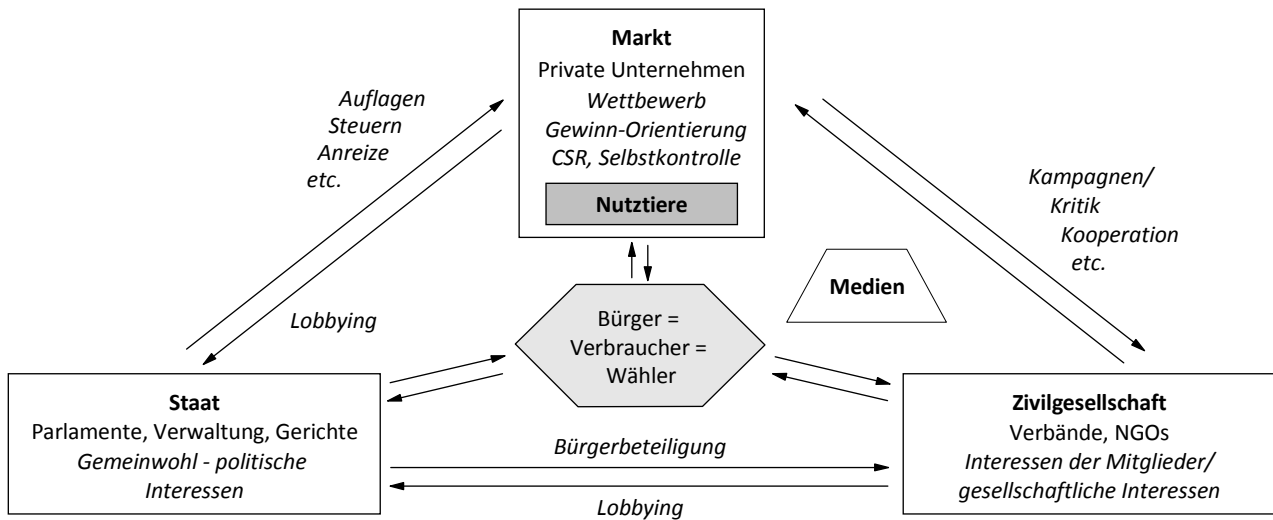 Markt
Private Unternehmen
Wettbewerb
Gewinn-Orientierung
CSR, Selbstkontrolle
Nutztiere
Auflagen
Steuern
Anreize
etc.
Lobbying
Kampagnen/
Kritik
Kooperation
etc.
Medien
Bürger =
Verbraucher =
Wähler
Staat
Parlamente, Verwaltung, Gerichte
Gemeinwohl - politische
Interessen
Bürgerbeteiligung
Lobbying
Zivilgesellschaft
Verbände, NGOs
Interessen der Mitglieder/
gesellschaftliche Interessen